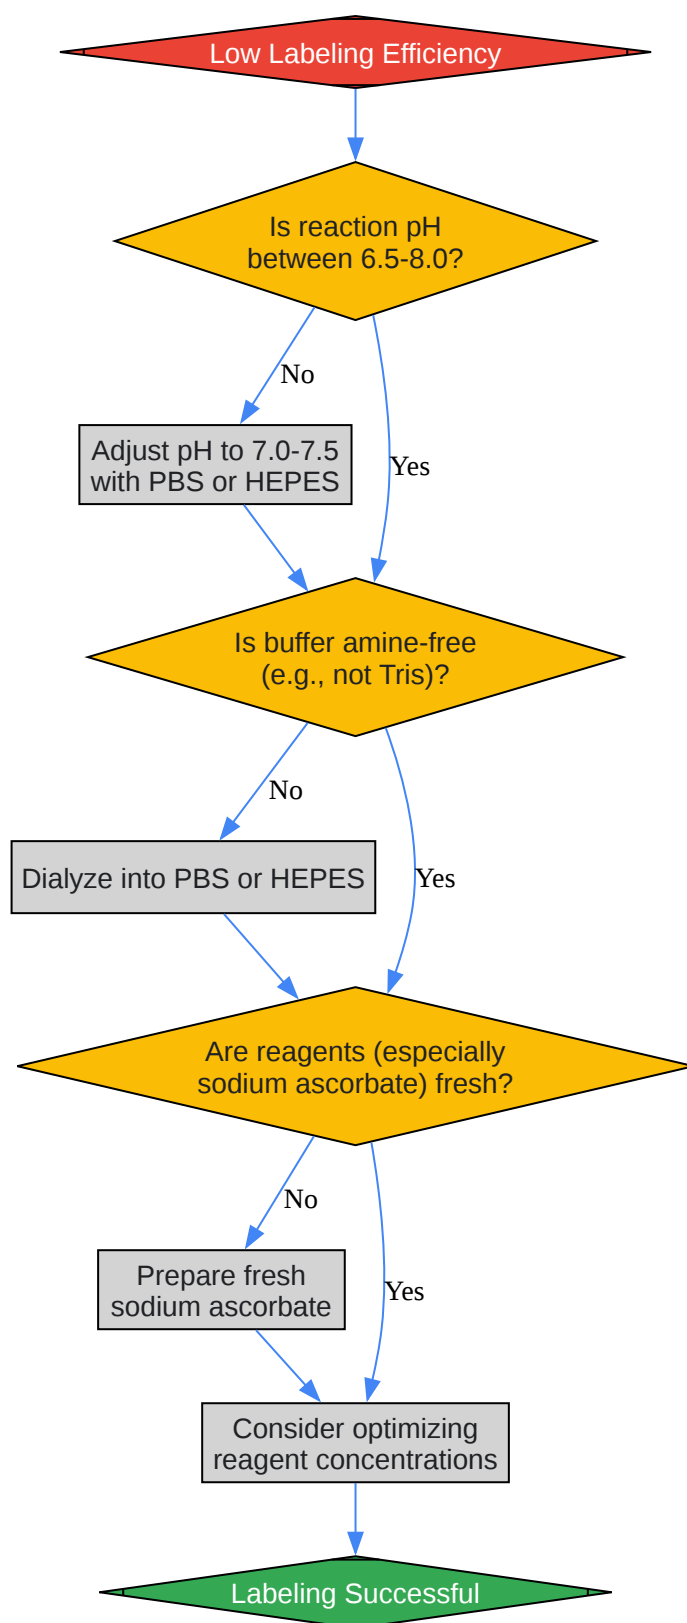 Low Labeling Efficiency
Is reaction pH
between 6.5-8.0?
No
Adjust pH to 7.0-7.5
with PBS or HEPES
Yes
Is buffer amine-free
(e.g., not Tris)?
No
Dialyze into PBS or HEPES
Yes
Are reagents (especially
sodium ascorbate) fresh?
No
Prepare fresh
sodium ascorbate
Yes
Consider optimizing
reagent concentrations
Labeling Successful